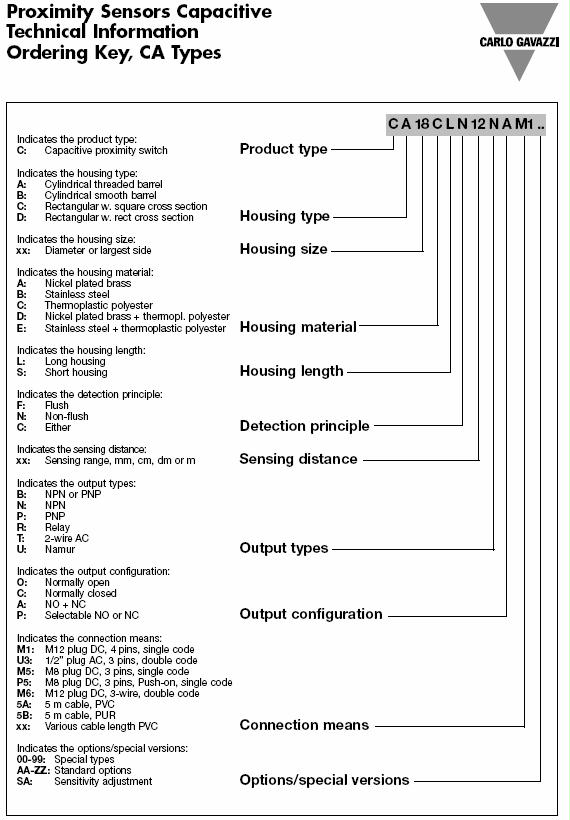 Proximity Sensors Capacitive
Technical Information
Ordering Key, CA Types
CARLO GAVAZZI
C A 18 C L N 12 N A M1 ..
Indicates the product type:
C: Capacitive proximity switch
Product type
Indicates the housing type:
A: Cylindrical threaded barrel
B: Cylindrical smooth barrel
C: Rectangular w. square cross section
D: Rectangular w. rect cross section
Housing type
Indicates the housing size:
xx: Diameter or largest side
Housing size
Indicates the housing material:
A: Nickel plated brass
B: Stainless steel
C: Thermoplastic polyester
D: Nickel plated brass + thermopl. polyester
E: Stainless steel + thermoplastic polyester
Housing material
Indicates the housing length:
L: Long housing
S: Short housing
Housing length
Indicates the detection principle:
F: Flush
N: Non-flush
C: Either
Detection principle
Indicates the sensing distance:
xx: Sensing range, mm, cm, dm or m
Sensing distance
Indicates the output types:
B: NPN or PNP
N: NPN
P: PNP
R: Relay
T: 2-wire AC
U: Namur
Output types
Indicates the output configuration:
O: Normally open
C: Normally closed
A: NO + NC
P: Selectable NO or NC
Output configuration
Indicates the connection means:
M1: M12 plug DC, 4 pins, single code
U3: 1/2" plug AC, 3 pins, double code
M5: M8 plug DC, 3 pins, single code
P5: M8 plug DC, 3 pins, Push-on, single code
M6: M12 plug DC, 3-wire, double code
5A: 5 m cable, PVC
5B: 5 m cable, PUR
xx: Various cable length PVC
Connection means
Indicates the options/special versions:
00-99: Special types
AA-ZZ: Standard options
SA: Sensitivity adjustment
Options/special versions